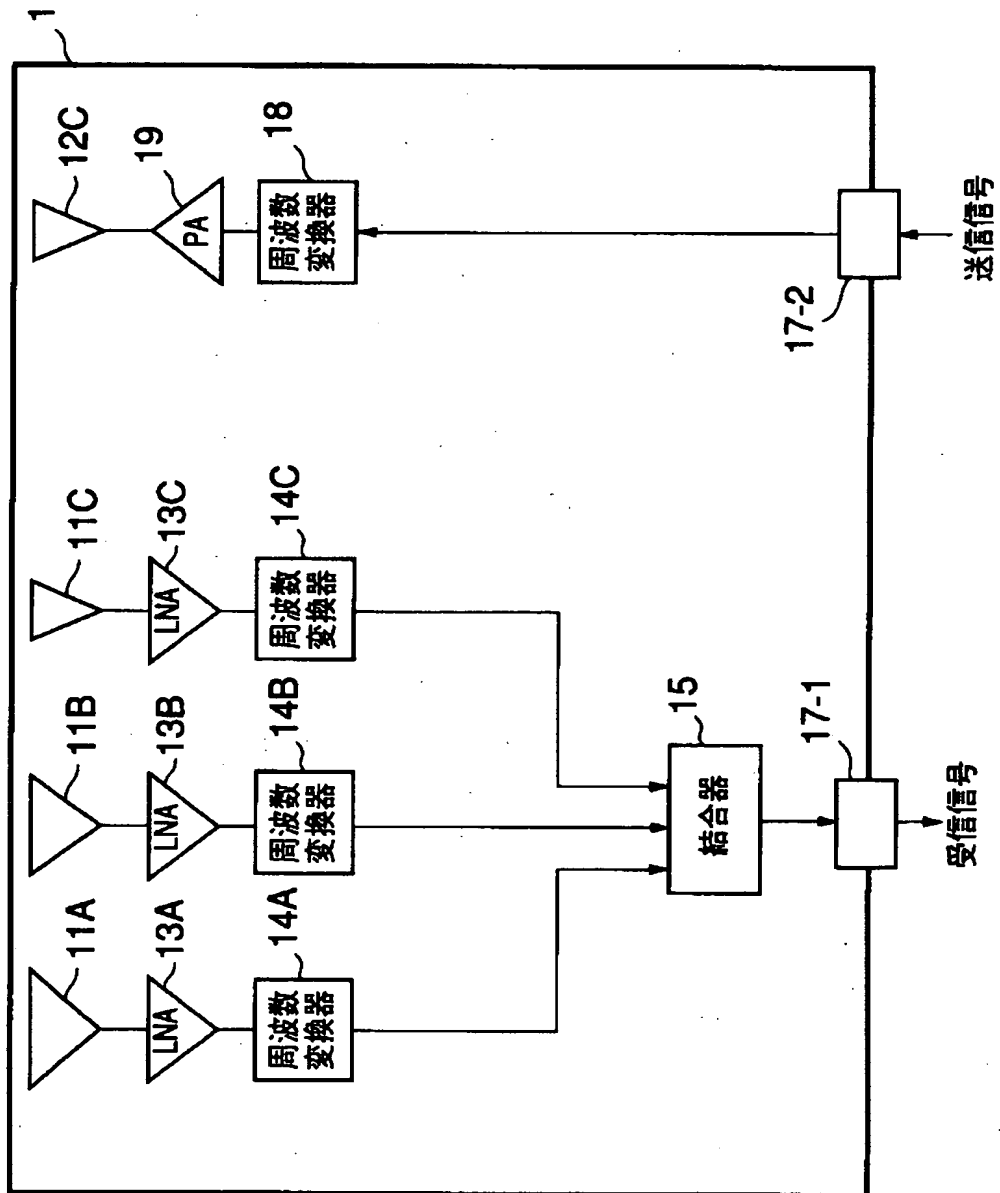 1
11A
11B
11C
12C
LNA
13A
LNA
13B
LNA
13C
PA
19
周波数
変換器
14A
周波数
変換器
14B
周波数
変換器
14C
周波数
変換器
18
結合器
15
17-1
17-2
受信信号
送信信号